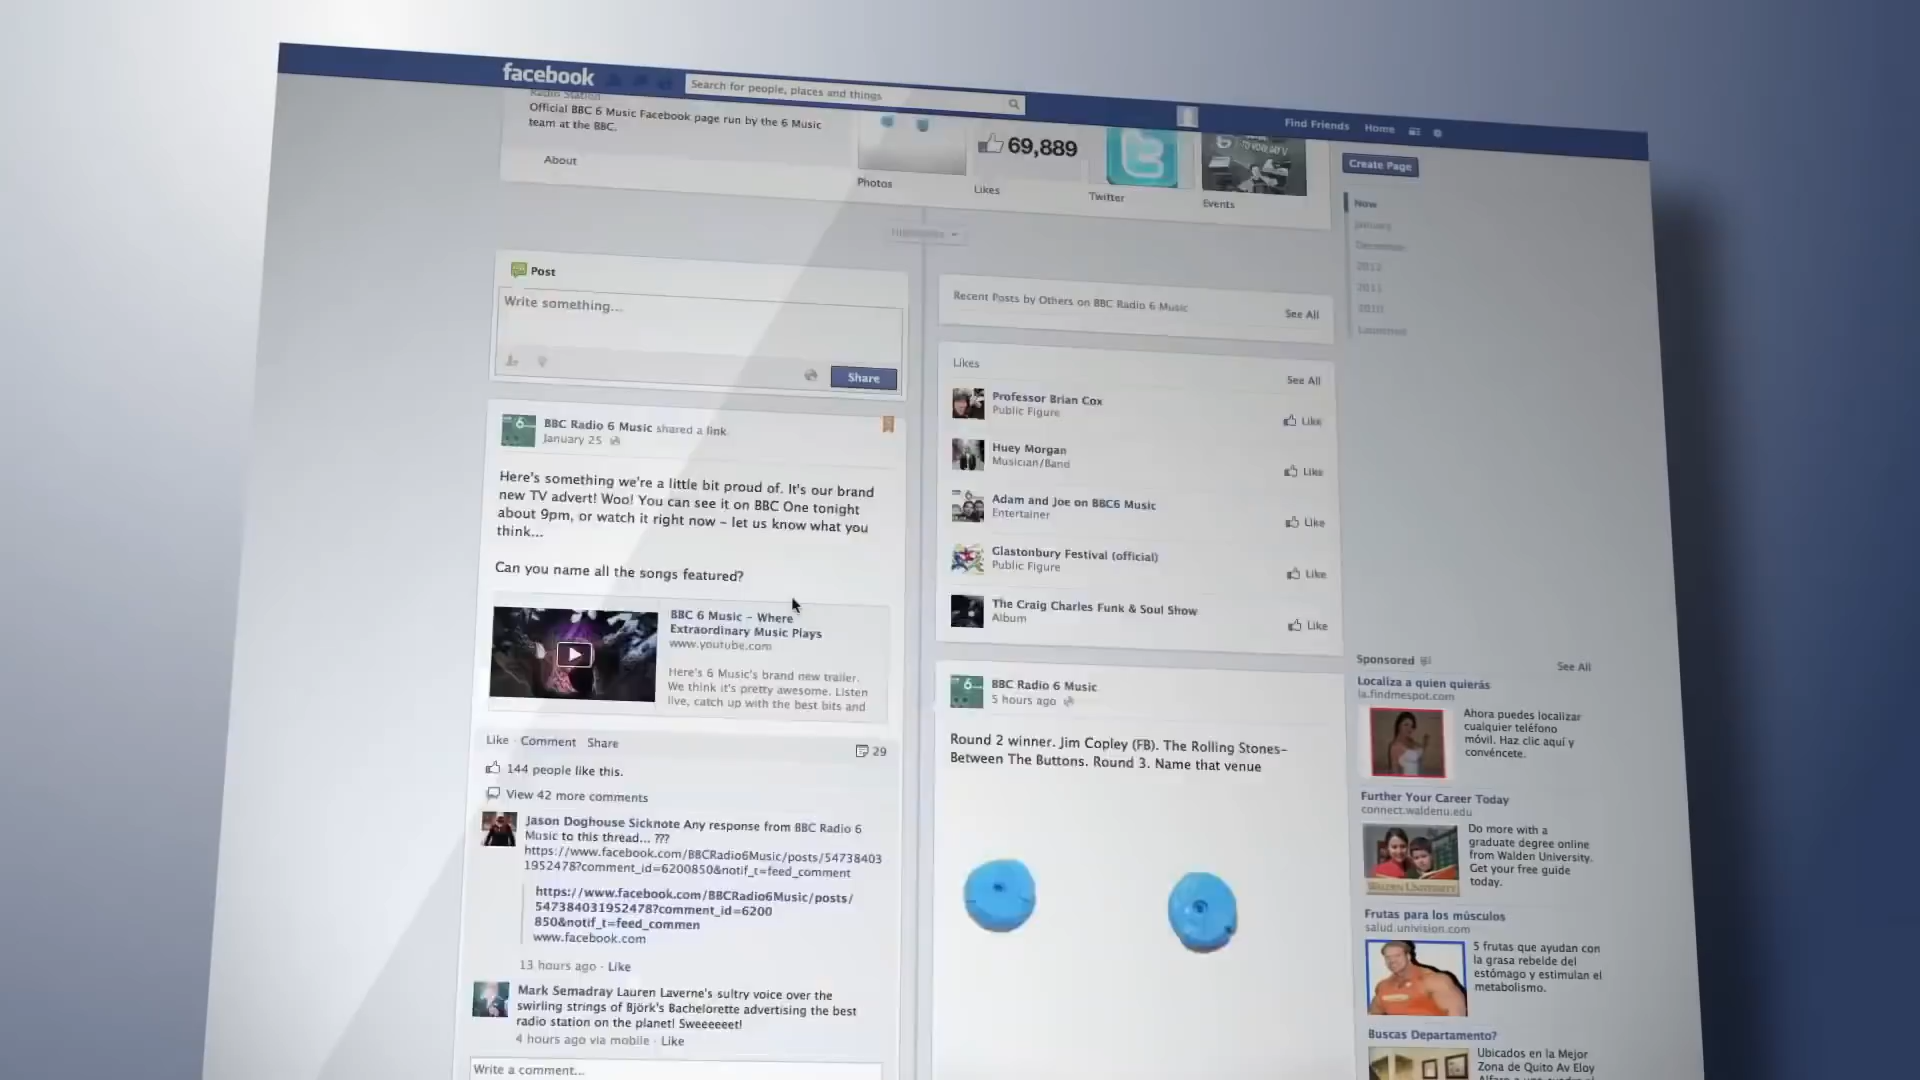 facebook
Search for people, places and things
Find Friends
Home
Radio Station
Official BBC 6 Music Facebook page run by the 6 Music
team at the BBC.
About
Photos
69,889
Likes
Twitter
Events
Create Page
Now
January
December
2012
2011
2010
Launched
Post
Write something...
Share
Recent Posts by Others on BBC Radio 6 Music
See All
BBC Radio 6 Music shared a link.
January 25
Here's something we're a little bit proud of. It's our brand
new TV advert! Woo! You can see it on BBC One tonight
about 9pm, or watch it right now – let us know what you
think...
Can you name all the songs featured?
BBC 6 Music – Where
Extraordinary Music Plays
www.youtube.com
Here's 6 Music's brand new trailer.
We think it's pretty awesome. Listen
live, catch up with the best bits and
Like · Comment Share
29
144 people like this.
View 42 more comments
Jason Doghouse Sicknote Any response from BBC Radio 6
Music to this thread... ???
https://www.facebook.com/BBCRadio6Music/posts/54738403
1952478?comment_id=6200850&notif_t=feed_comment
https://www.facebook.com/BBCRadio6Music/posts/
547384031952478?comment_id=6200
850&notif_t=feed_commen
www.facebook.com
13 hours ago · Like
Mark Semadray Lauren Laverne's sultry voice over the
swirling strings of Björk's Bachelorette advertising the best
radio station on the planet! Sweeeeeet!
4 hours ago via mobile · Like
Write a comment...
Likes
See All
Professor Brian Cox
Public Figure
Like
Huey Morgan
Musician/Band
Like
Adam and Joe on BBC6 Music
Entertainer
Like
Glastonbury Festival (official)
Public Figure
Like
The Craig Charles Funk & Soul Show
Album
Like
6
BBC Radio 6 Music
5 hours ago
Round 2 winner. Jim Copley (FB). The Rolling Stones–
Between The Buttons. Round 3. Name that venue
Sponsored
See All
Localiza a quien quierás
la.findmespot.com
Ahora puedes localizar
cualquier teléfono
móvil. Haz clic aquí y
convéncete.
Further Your Career Today
connect.waldenu.edu
Do more with a
graduate degree online
from Walden University.
Get your free guide
today.
WALDEN UNIVERSITY
Frutas para los músculos
salud.univision.com
5 frutas que ayudan con
la grasa rebelde del
estómago y estimulan el
metabolismo.
Buscas Departamento?
Ubicados en la Mejor
Zona de Quito Av Eloy